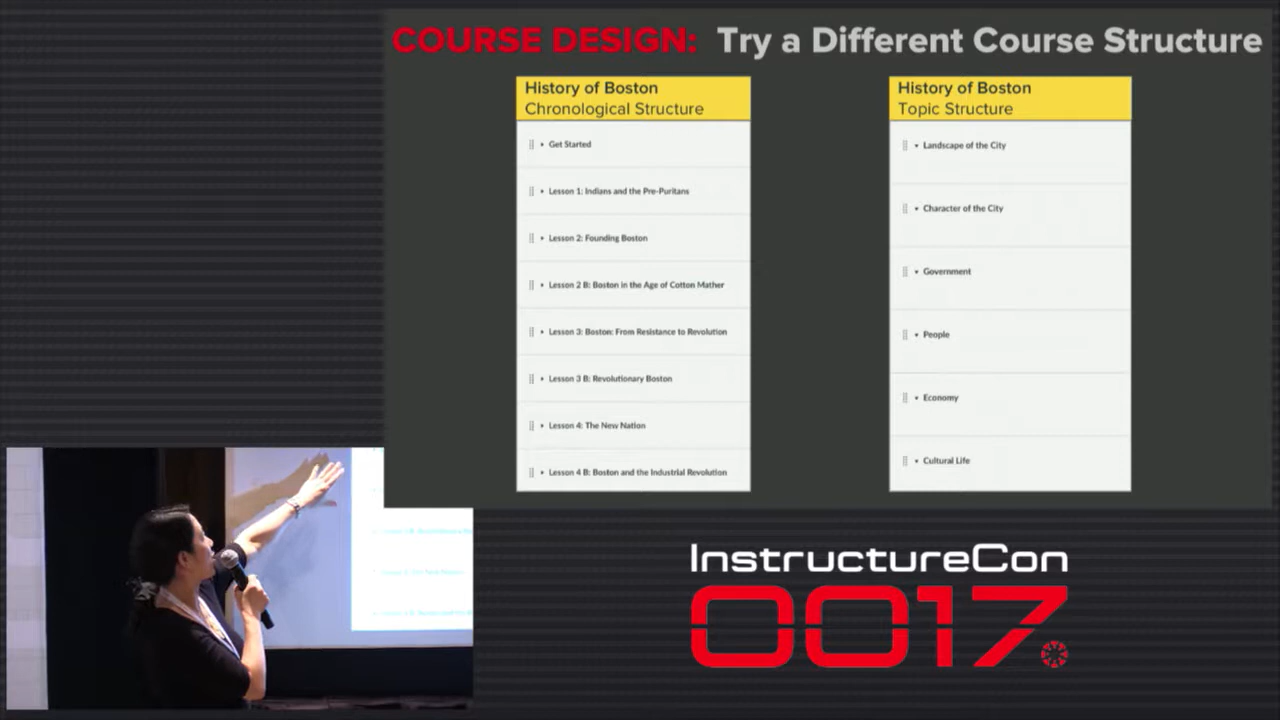 COURSE DESIGN: Try a Different Course Structure
History of Boston
Chronological Structure
Get Started
Lesson 1: Indians and the Pre-Puritans
Lesson 2: Founding Boston
Lesson 2 B: Boston in the Age of Cotton Mather
Lesson 3: Boston: From Resistance to Revolution
Lesson 3 B: Revolutionary Boston
Lesson 4: The New Nation
Lesson 4 B: Boston and the Industrial Revolution
History of Boston
Topic Structure
Landscape of the City
Character of the City
Government
People
Economy
Cultural Life
InstructureCon
0017